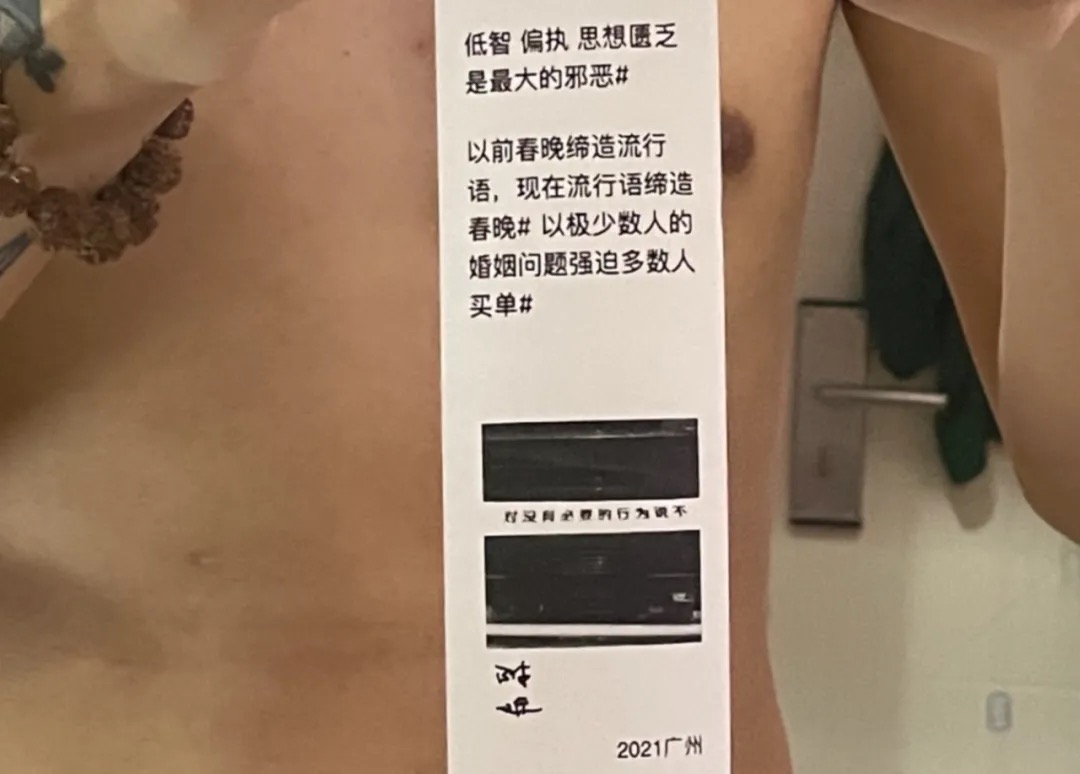 低智 偏执 思想匮乏
是最大的邪恶#
以前春晚缔造流行
语，现在流行语缔造
春晚# 以极少数人的
婚姻问题强迫多数人
买单#
对没有必要的行为说不
2021广州